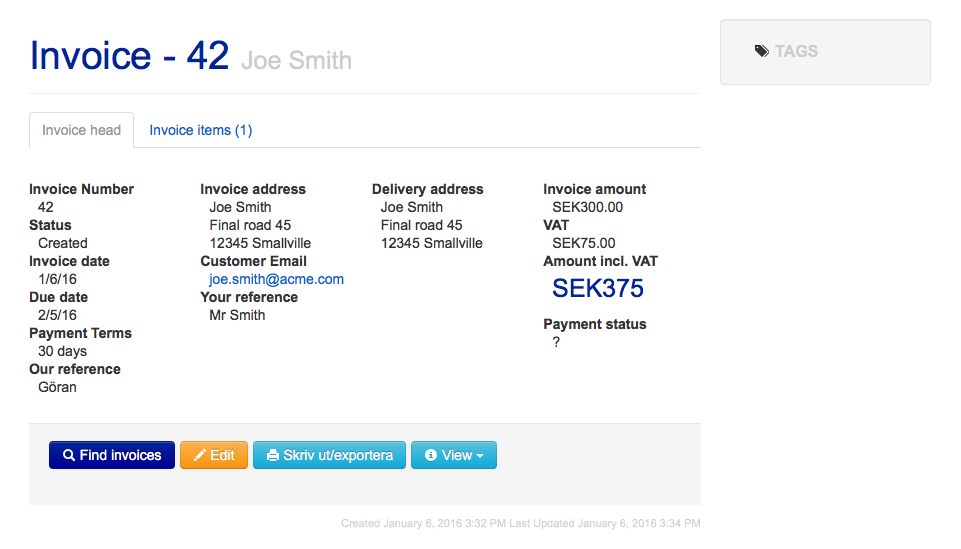 Invoice - 42 Joe Smith
TAGS
Invoice head
Invoice items (1)
Invoice Number
42
Status
Created
Invoice date
1/6/16
Due date
2/5/16
Payment Terms
30 days
Our reference
Göran
Invoice address
Joe Smith
Final road 45
12345 Smallville
Customer Email
joe.smith@acme.com
Your reference
Mr Smith
Delivery address
Joe Smith
Final road 45
12345 Smallville
Invoice amount
SEK300.00
VAT
SEK75.00
Amount incl. VAT
SEK375
Payment status
?
Find invoices
Edit
Skriv ut/exportera
View
Created January 6, 2016 3:32 PM Last Updated January 6, 2016 3:34 PM